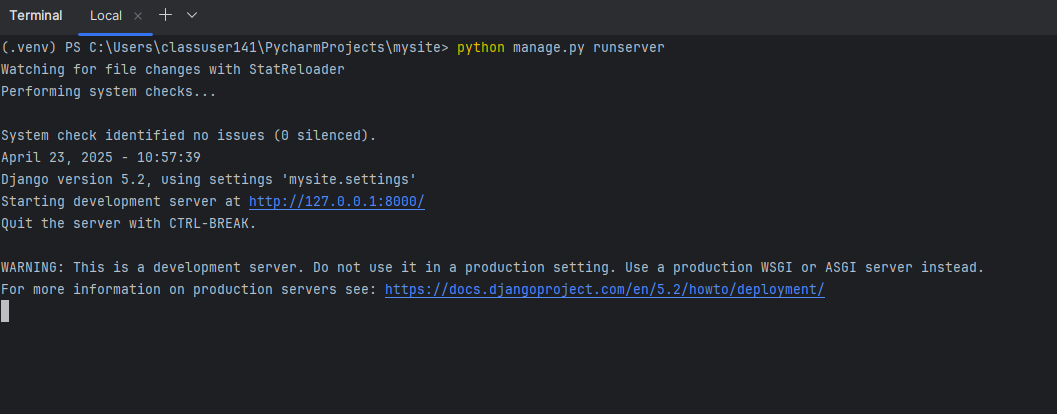 Terminal Local
(.venv) PS C:\Users\classuser141\PycharmProjects\mysite> python manage.py runserver
Watching for file changes with StatReloader
Performing system checks...
System check identified no issues (0 silenced).
April 23, 2025 - 10:57:39
Django version 5.2, using settings 'mysite.settings'
Starting development server at http://127.0.0.1:8000/
Quit the server with CTRL-BREAK.
WARNING: This is a development server. Do not use it in a production setting. Use a production WSGI or ASGI server instead.
For more information on production servers see: https://docs.djangoproject.com/en/5.2/howto/deployment/